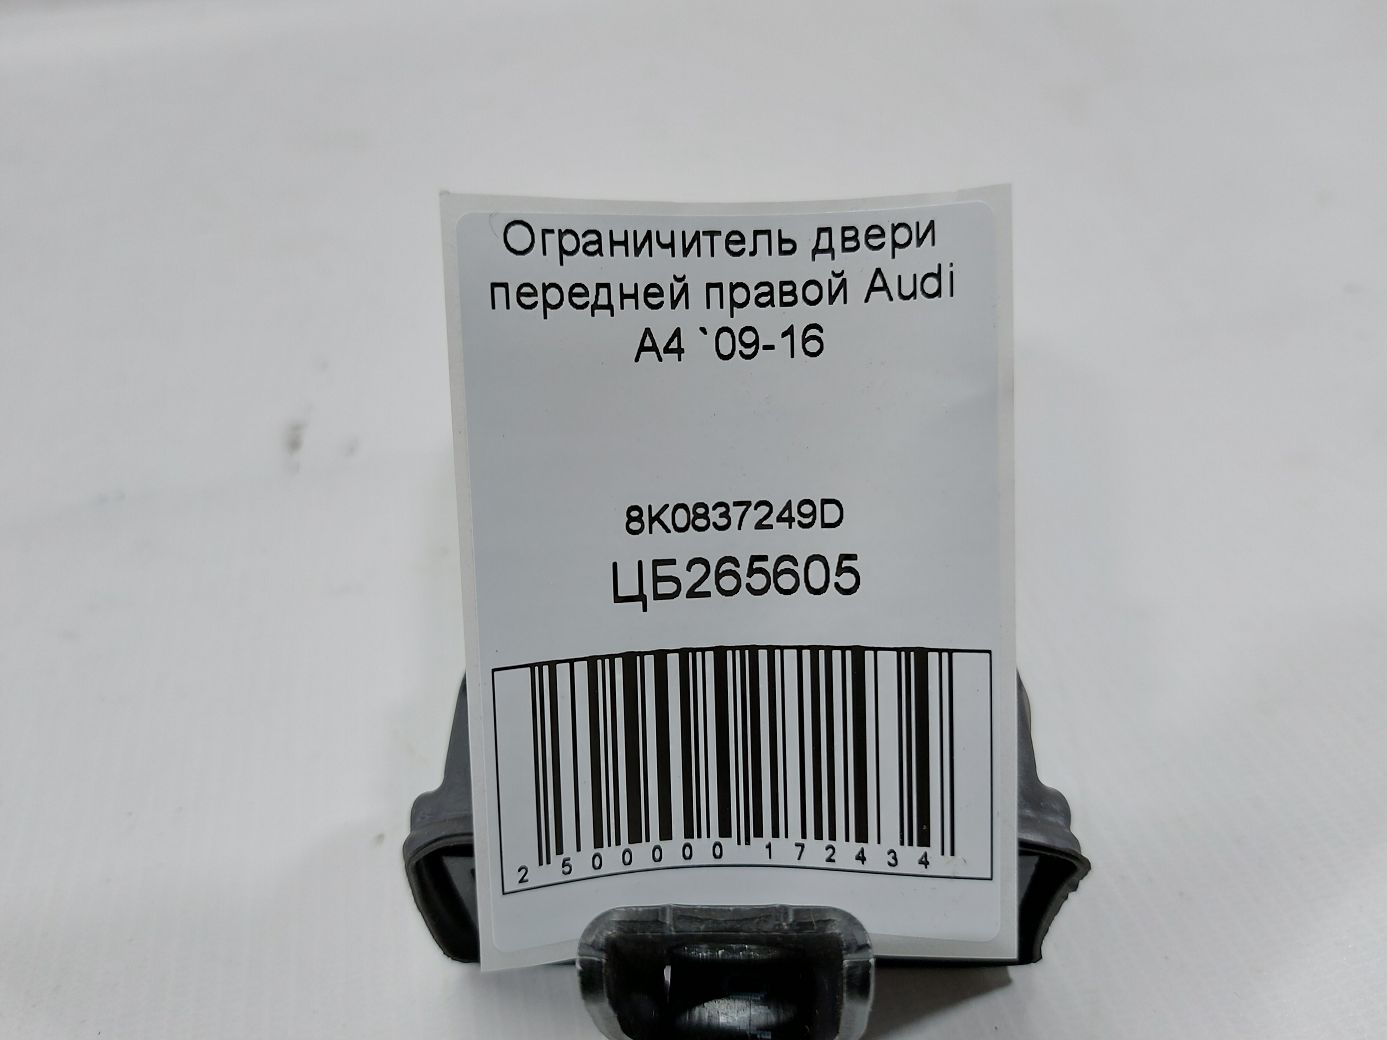 Ограничитель двери
передней правой Audi
A4 `09-16
8K0837249D
ЦБ265605
2 500000 172434